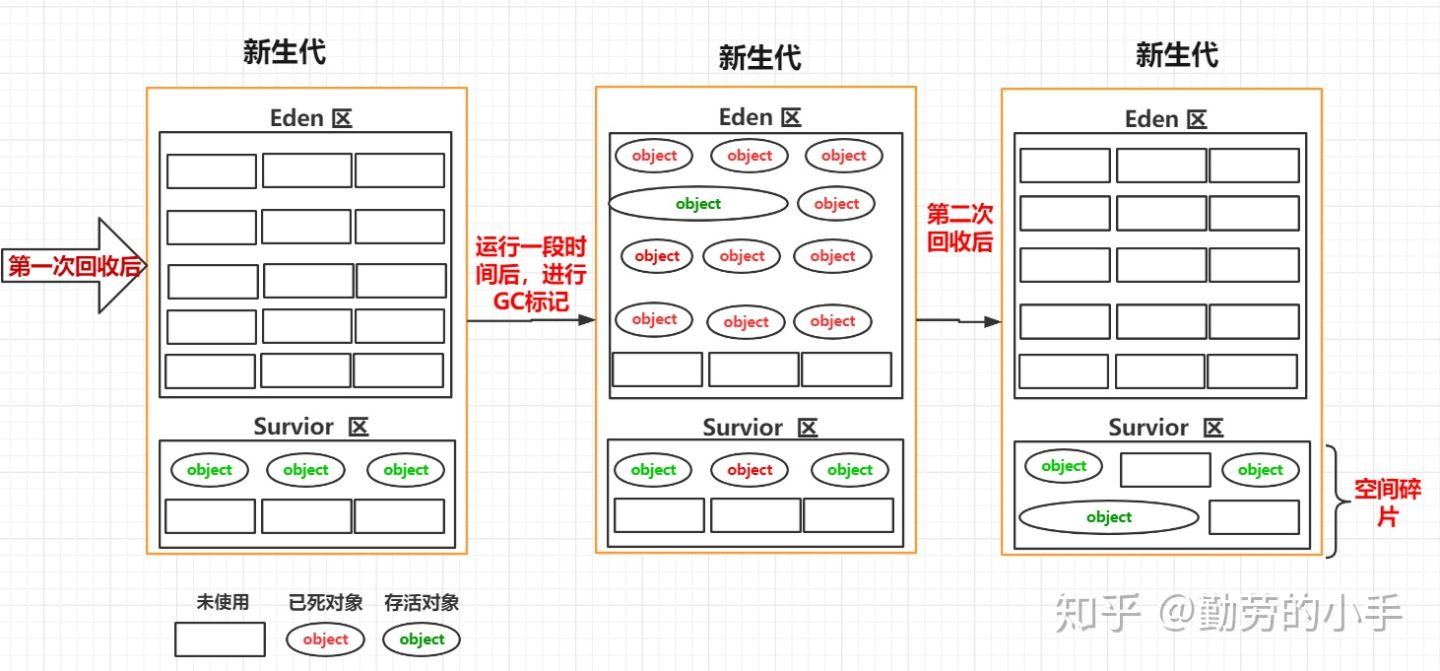 新生代
新生代
新生代
Eden 区
Eden 区
Eden 区
object object object
object object
第一次回收后
运行一段时
间后，进行
GC标记
object object object
第二次
回收后
object object object
Survior 区
Survior 区
Survior 区
object object object
object object object
object object
object
空间碎
片
未使用 已死对象 存活对象
object object
知乎 @勤劳的小手